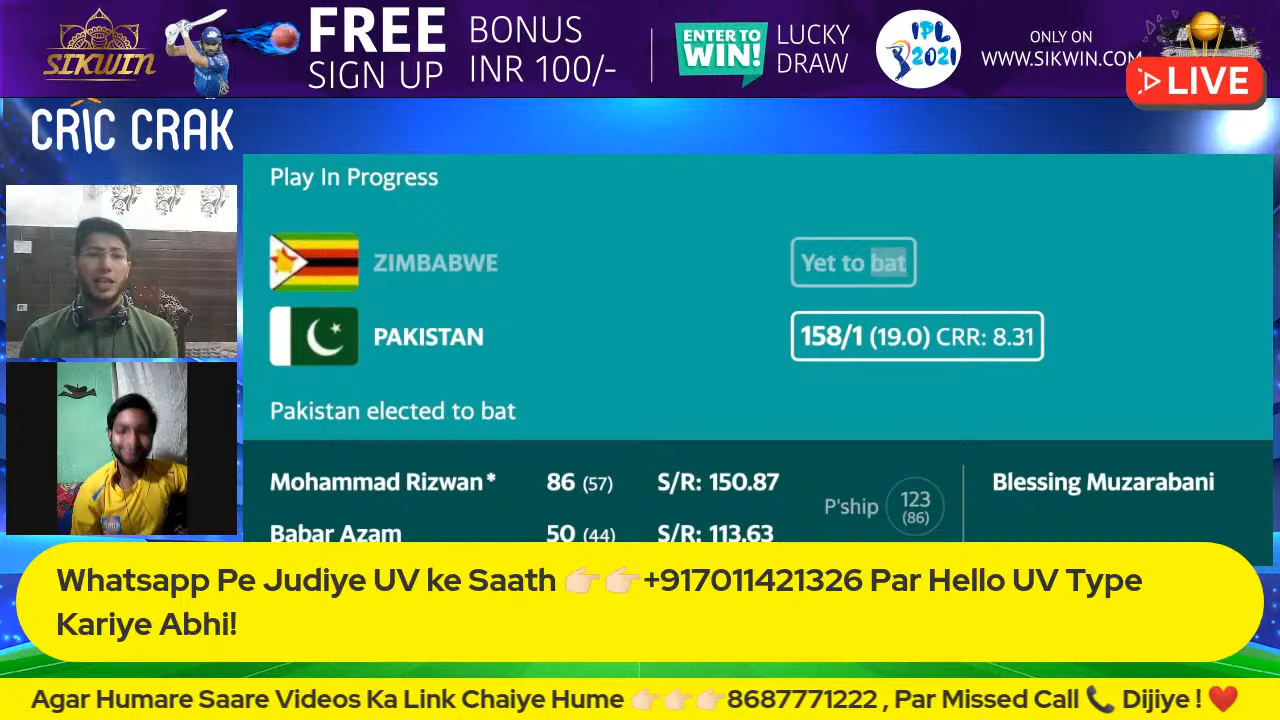 SIKWIN
FREE
SIGN UP
BONUS
INR 100/-
ENTER TO
WIN!
LUCKY
DRAW
IPL
2021
ONLY ON
WWW.SIKWIN.COM
LIVE
CRIC CRAK
Play In Progress
ZIMBABWE
Yet to bat
PAKISTAN
158/1 (19.0) CRR: 8.31
Pakistan elected to bat
Mohammad Rizwan* 86 (57) S/R: 150.87
Babar Azam 50 (44) S/R: 113.63
P'ship 123
(86)
Blessing Muzarabani
Whatsapp Pe Judiye UV ke Saath 👉🏻👉🏻+917011421326 Par Hello UV Type
Kariye Abhi!
Agar Humare Saare Videos Ka Link Chaiye Hume 👉🏻👉🏻👉🏻8687771222 , Par Missed Call 📞 Dijiye ! ❤️